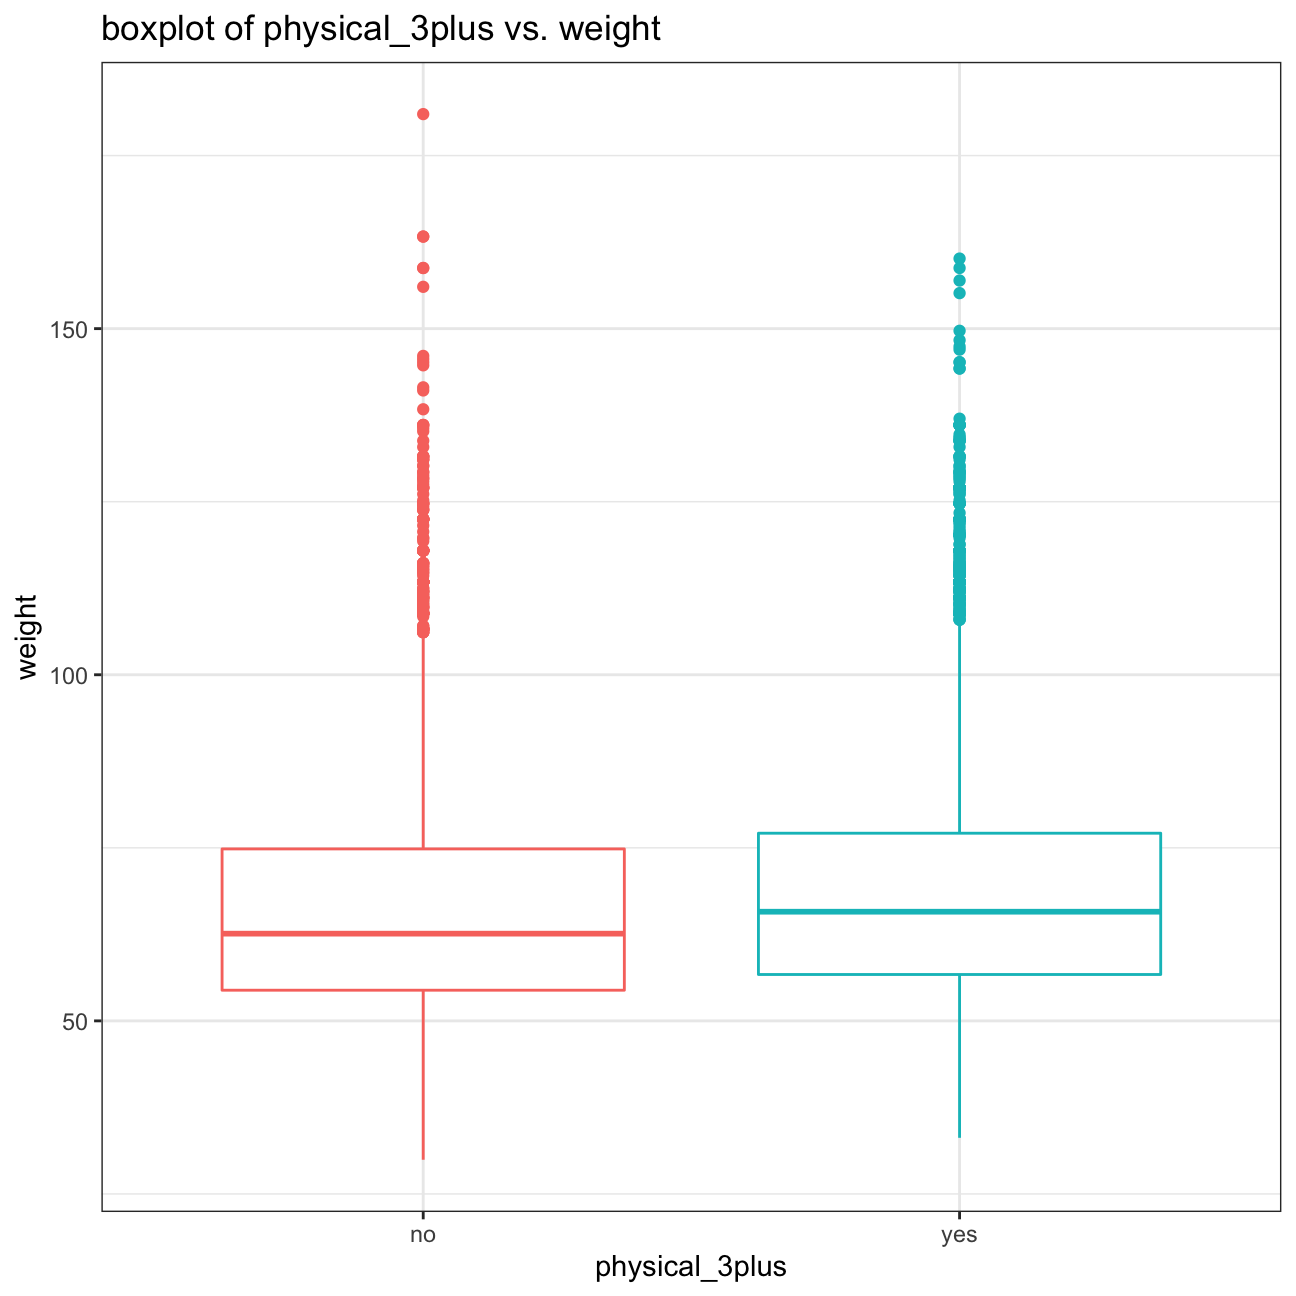 boxplot of physical_3plus vs. weight
150
100
50
weight
no
yes
physical_3plus